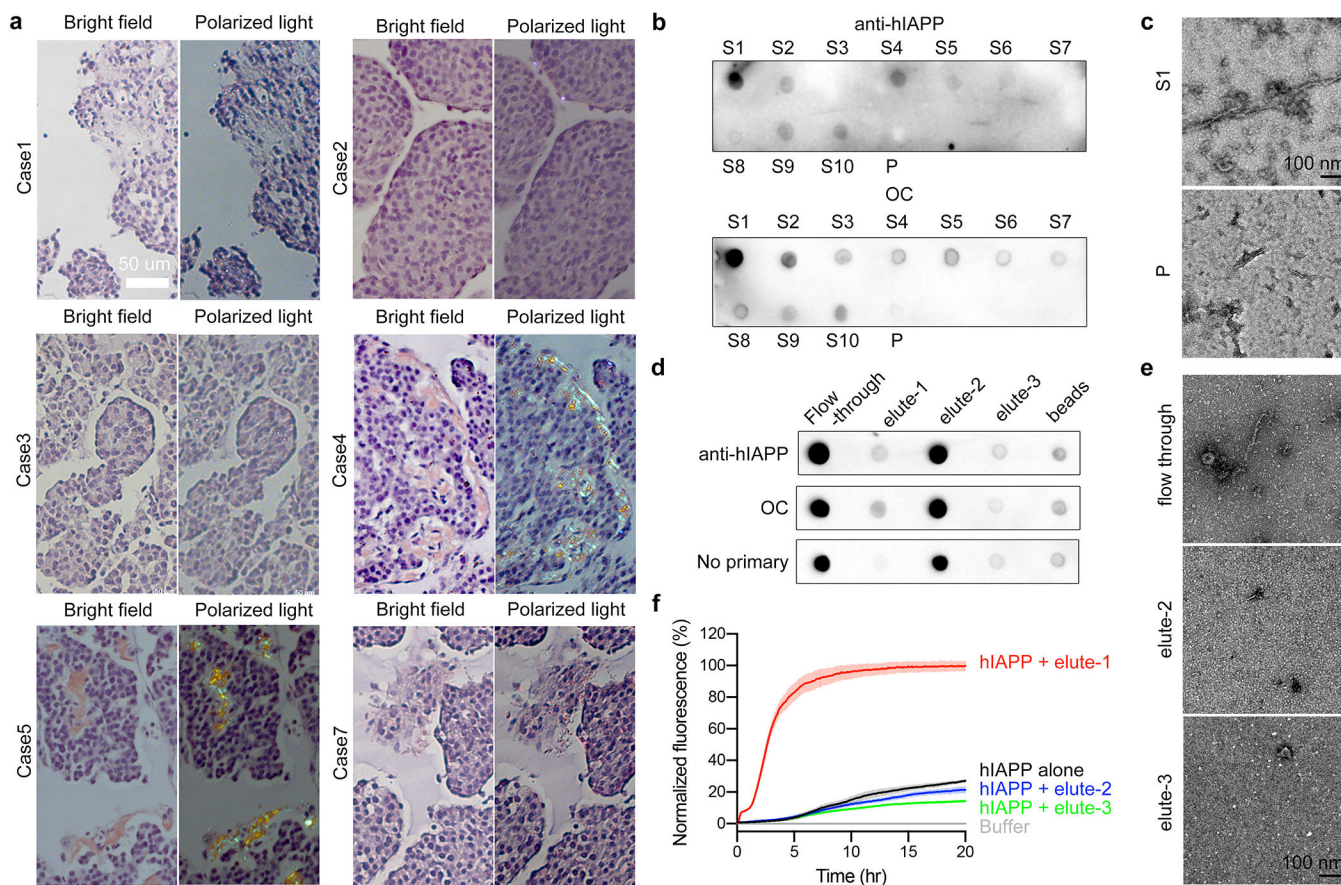 a
Bright field Polarized light
Case1
50 um
Bright field Polarized light
Case2
Bright field Polarized light
Case3
50 um
Bright field Polarized light
Case4
Bright field Polarized light
Case5
Bright field Polarized light
Case7
b
anti-hIAPP
S1 S2 S3 S4 S5 S6 S7
S8 S9 S10 P
OC
S1 S2 S3 S4 S5 S6 S7
S8 S9 S10 P
c
S1
100 nm
P
d
Flow
-through
elute-1
elute-2
elute-3
beads
anti-hIAPP
OC
No primary
e
flow through
elute-2
elute-3
100 nm
f
Normalized fluorescence (%)
120
100
80
60
40
20
0
0 5 10 15 20
Time (hr)
hIAPP + elute-1
hIAPP alone
hIAPP + elute-2
hIAPP + elute-3
Buffer